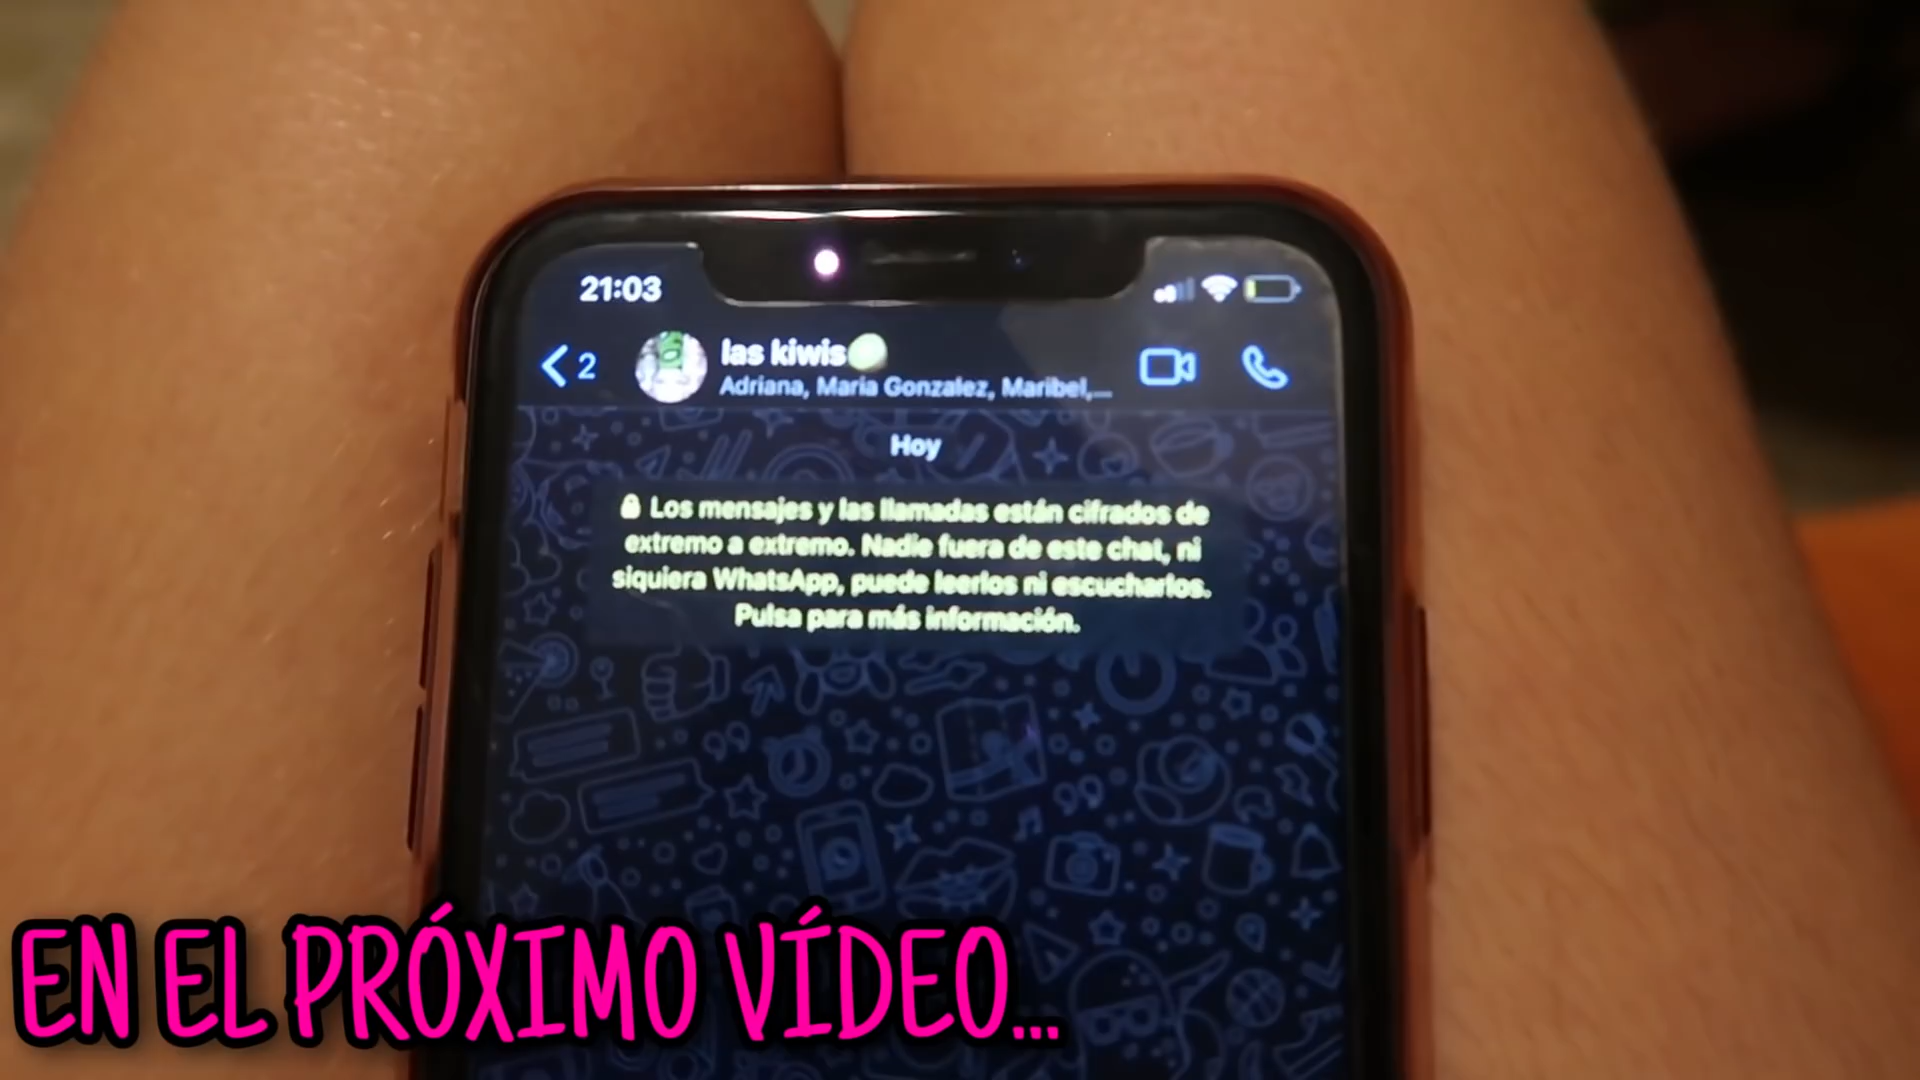 21:03
2
las kiwis
Adriana, Maria Gonzalez, Maribel,...
Hoy
Los mensajes y las llamadas están cifrados de
extremo a extremo. Nadie fuera de este chat, ni
siquiera WhatsApp, puede leerlos ni escucharlos.
Pulsa para más información.
EN EL PRÓXIMO VÍDEO...